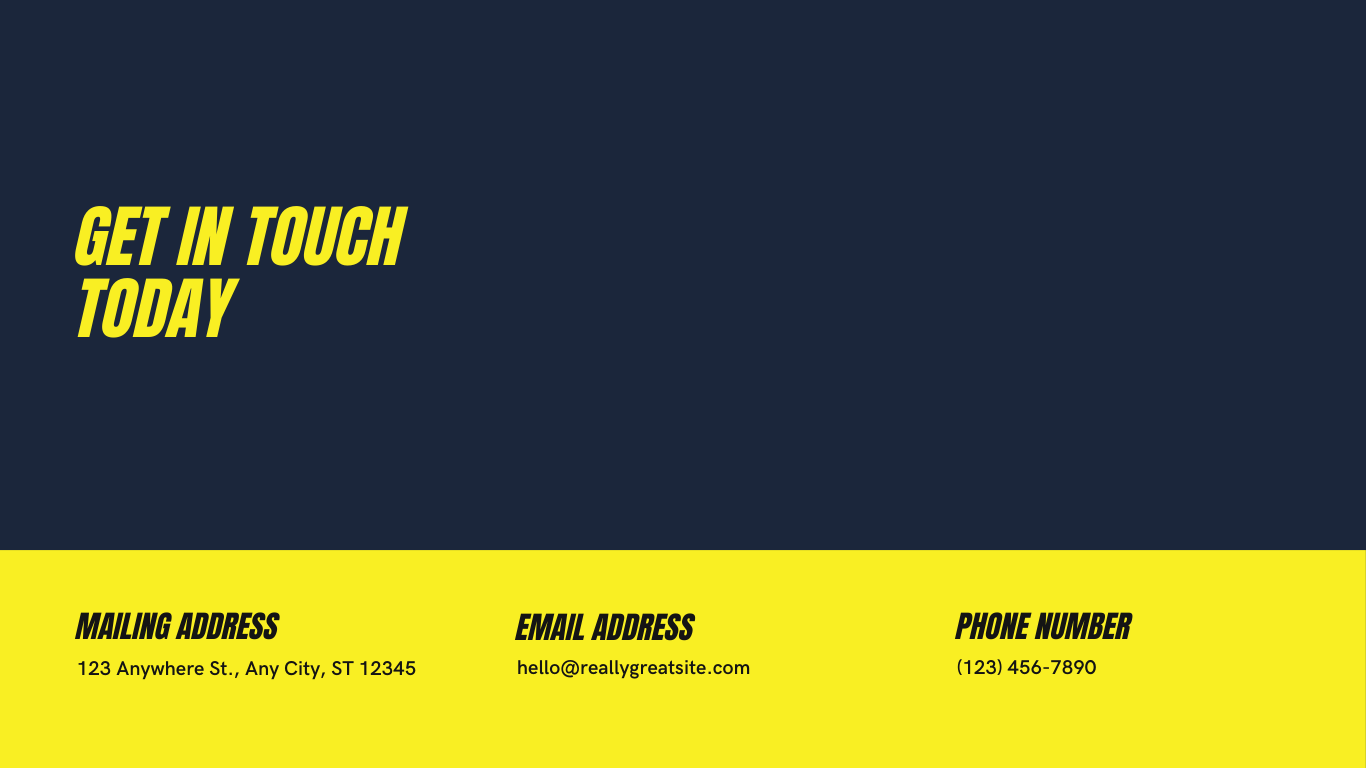 GET IN TOUCH
TODAY
MAILING ADDRESS
123 Anywhere St., Any City, ST 12345
EMAIL ADDRESS
hello@reallygreatsite.com
PHONE NUMBER
(123) 456-7890